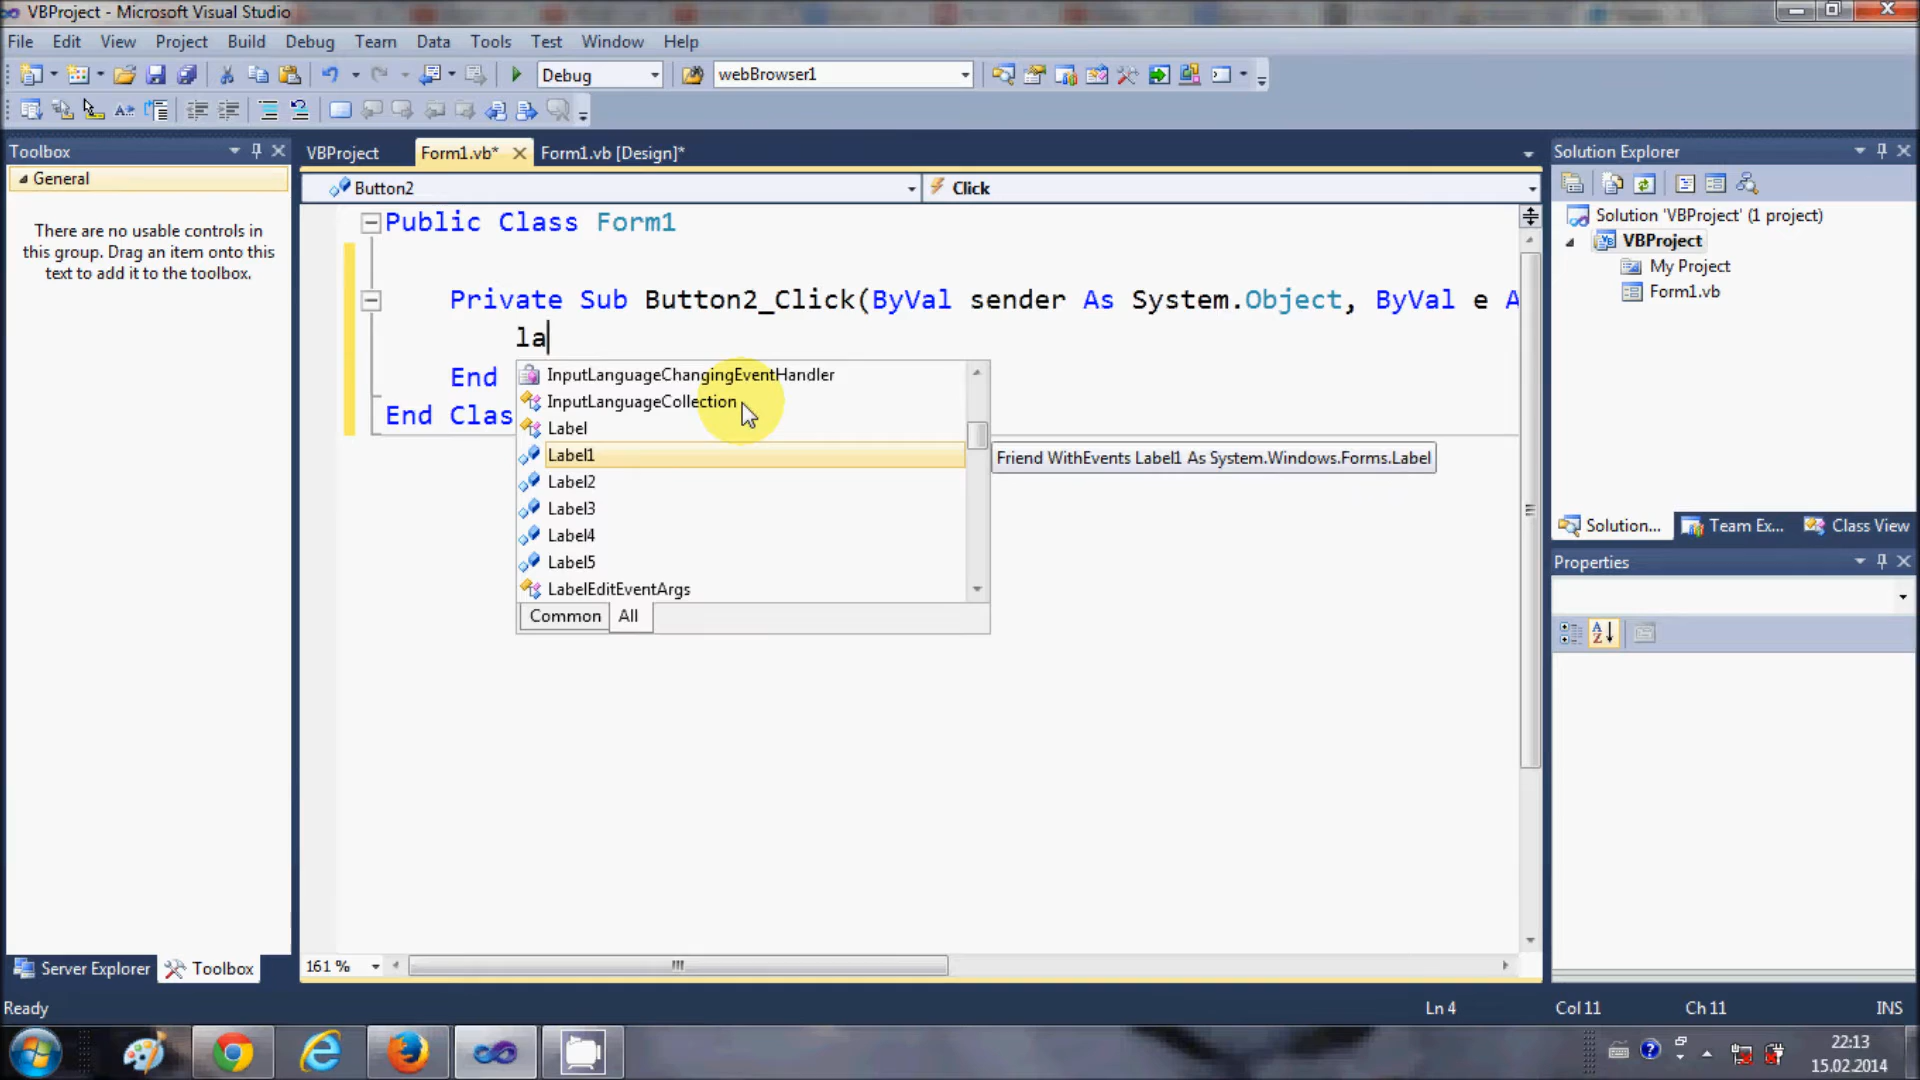 VBProject - Microsoft Visual Studio
File Edit View Project Build Debug Team Data Tools Test Window Help
Debug webBrowser1
Toolbox VBProject Form1.vb* Form1.vb [Design]* Solution Explorer
General
Button2 Click
There are no usable controls in
this group. Drag an item onto this
text to add it to the toolbox.
Public Class Form1
Private Sub Button2_Click(ByVal sender As System.Object, ByVal e A
la
End
End Clas
InputLanguageChangingEventHandler
InputLanguageCollection
Label
Label1
Friend WithEvents Label1 As System.Windows.Forms.Label
Label2
Label3
Label4
Label5
LabelEditEventArgs
Common All
Solution 'VBProject' (1 project)
VBProject
My Project
Form1.vb
Solution... Team Ex... Class View
Properties
Server Explorer Toolbox
161 %
Ready Ln 4 Col 11 Ch 11 INS
22:13
15.02.2014